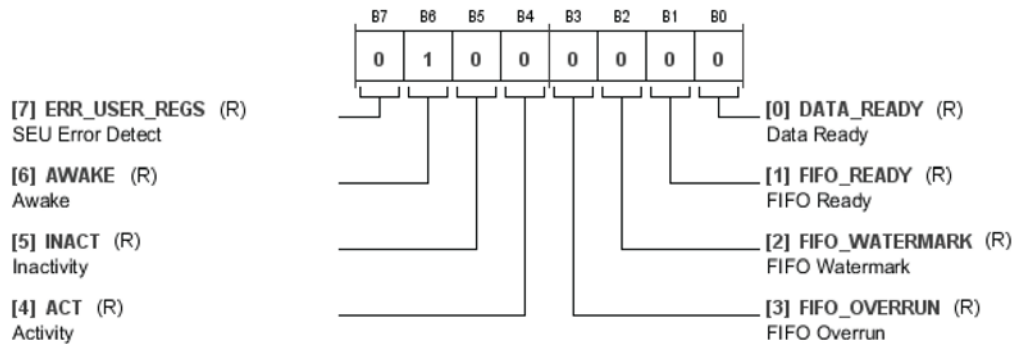 B7 B6 B5 B4 B3 B2 B1 B0
0 1 0 0 0 0 0 0
[7] ERR_USER_REGS (R)
SEU Error Detect
[6] AWAKE (R)
Awake
[5] INACT (R)
Inactivity
[4] ACT (R)
Activity
[0] DATA_READY (R)
Data Ready
[1] FIFO_READY (R)
FIFO Ready
[2] FIFO_WATERMARK (R)
FIFO Watermark
[3] FIFO_OVERRUN (R)
FIFO Overrun